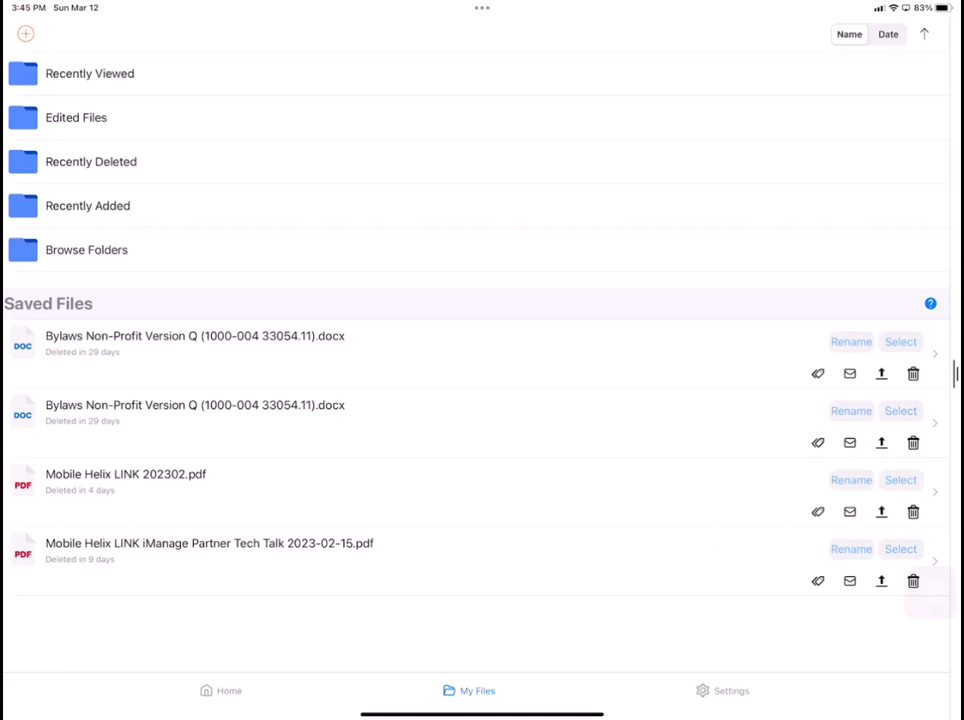 3:45 PM Sun Mar 12
83%
Name Date
Recently Viewed
Edited Files
Recently Deleted
Recently Added
Browse Folders
Saved Files ?
DOC Bylaws Non-Profit Version Q (1000-004 33054.11).docx
Deleted in 29 days
Rename Select
DOC Bylaws Non-Profit Version Q (1000-004 33054.11).docx
Deleted in 29 days
Rename Select
PDF Mobile Helix LINK 202302.pdf
Deleted in 4 days
Rename Select
PDF Mobile Helix LINK iManage Partner Tech Talk 2023-02-15.pdf
Deleted in 9 days
Rename Select
Home My Files Settings